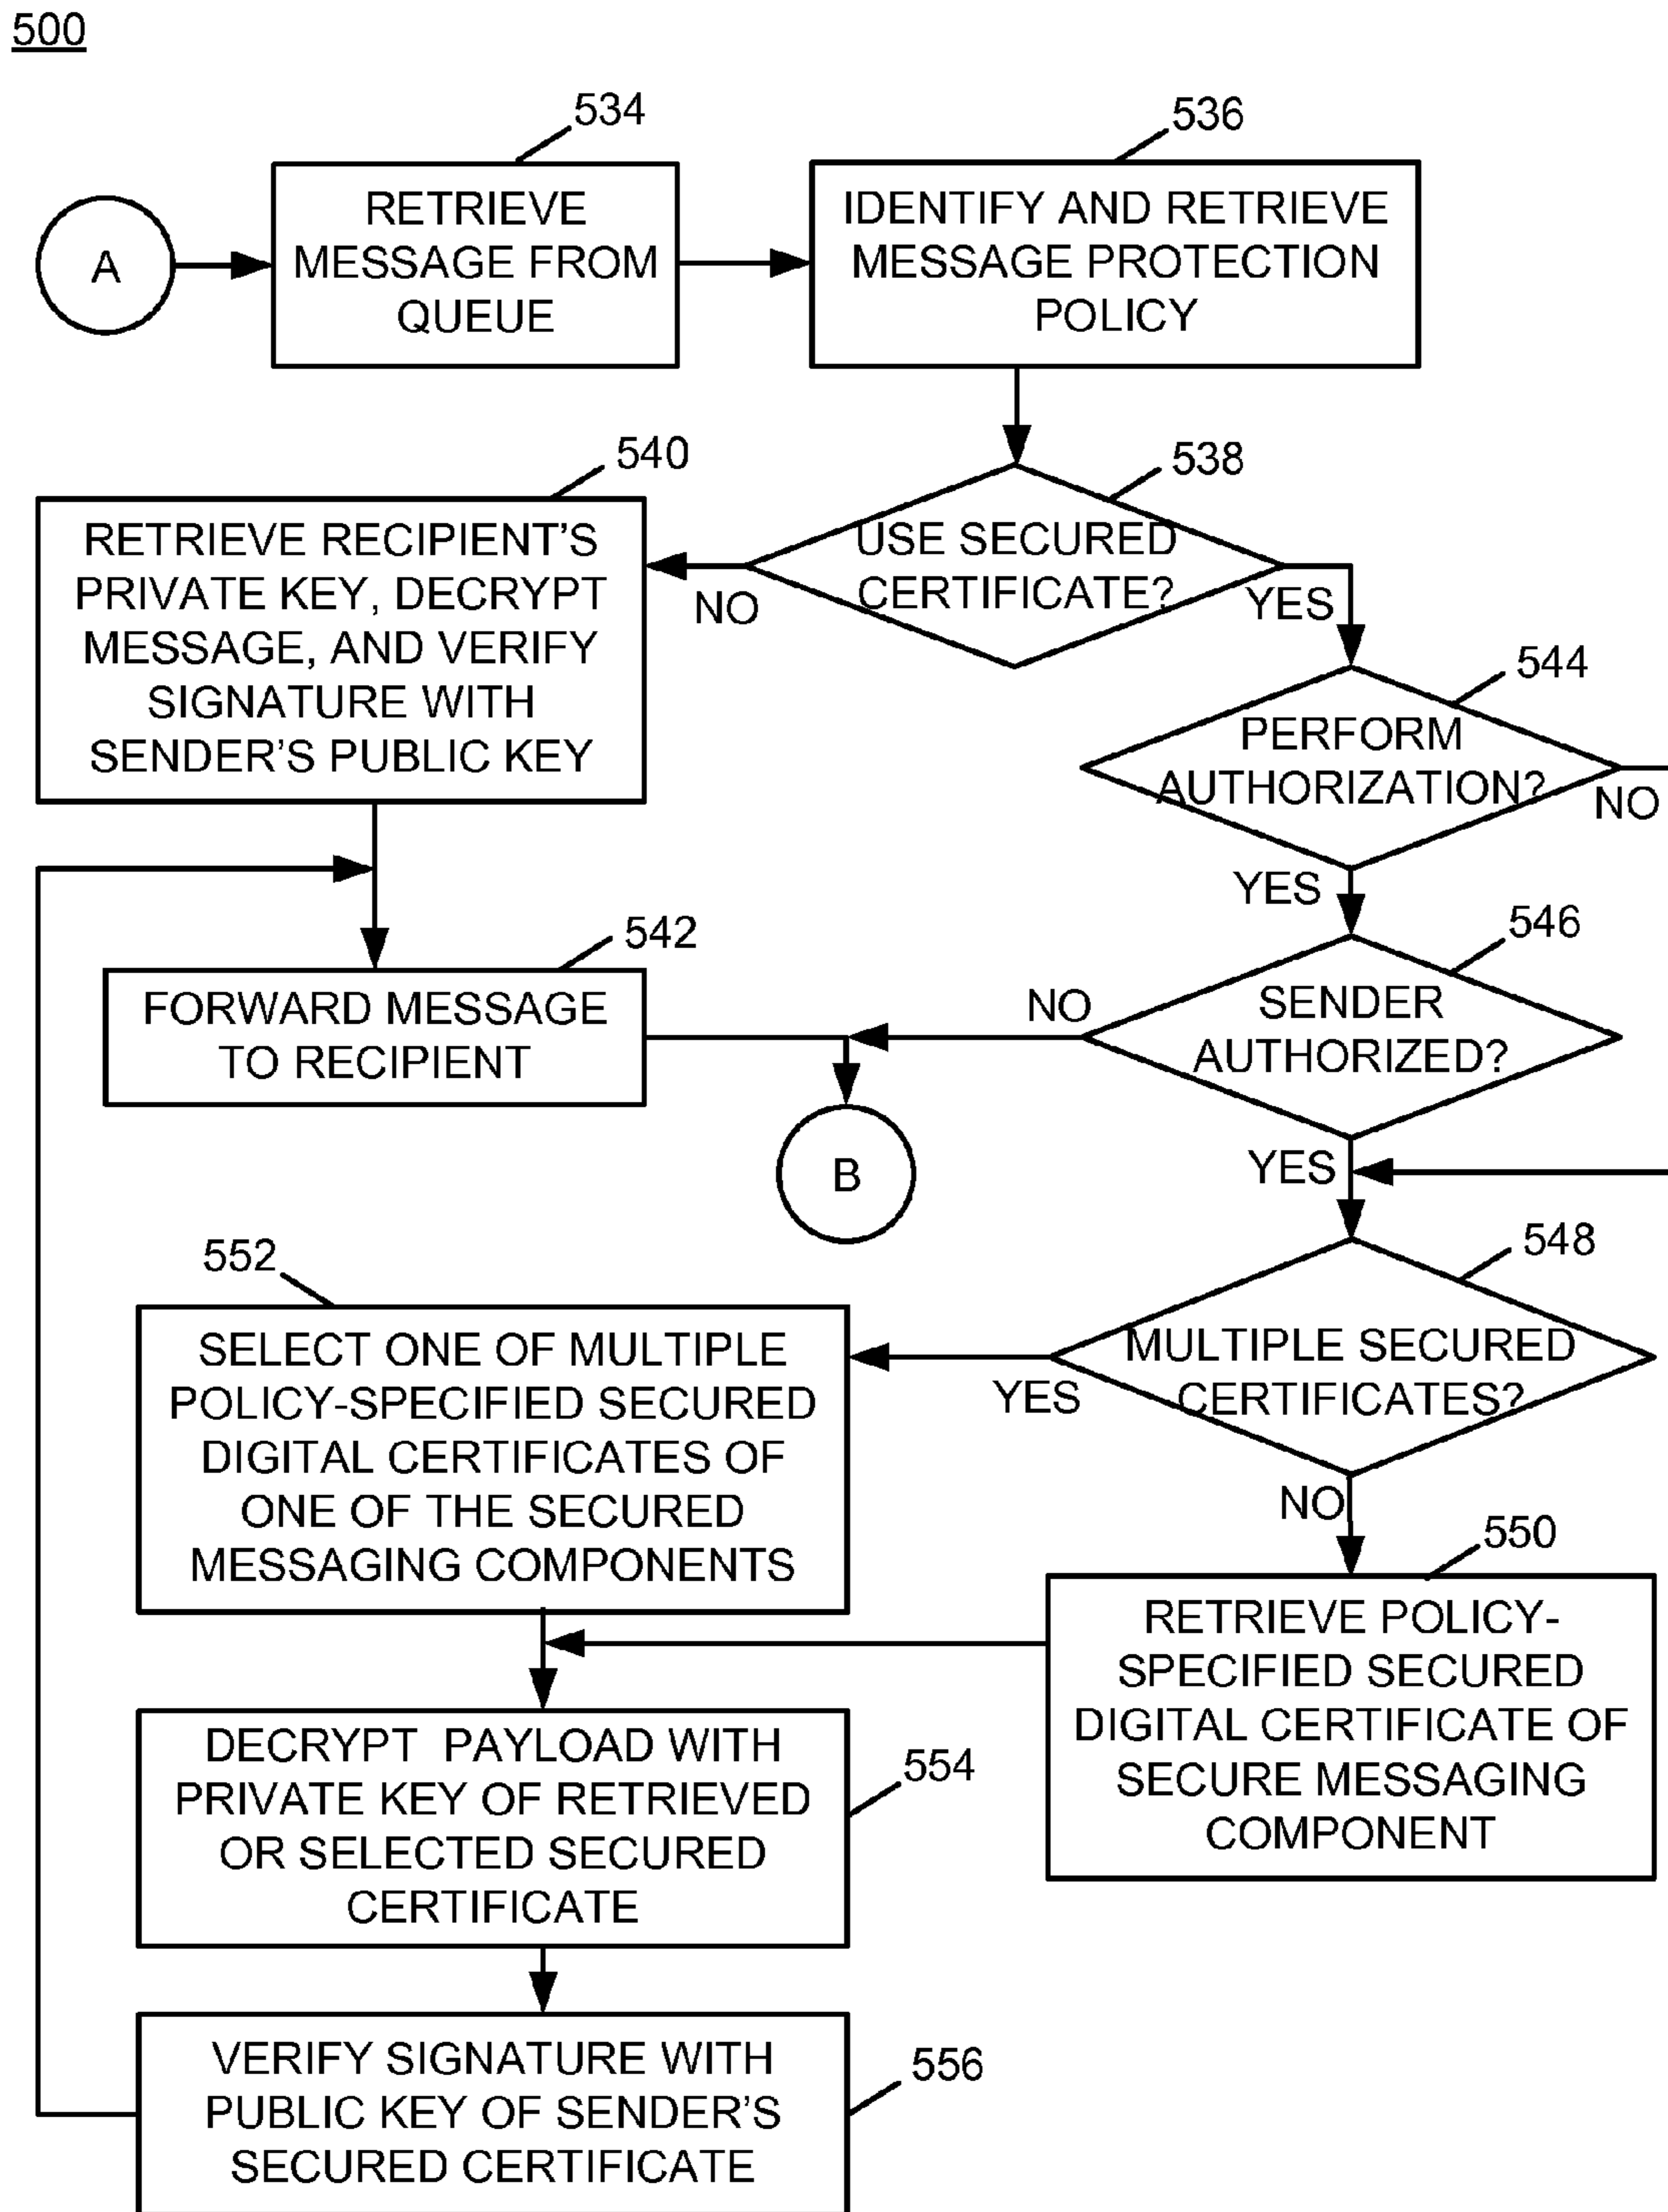 500
534
536
A
RETRIEVE
MESSAGE FROM
QUEUE
IDENTIFY AND RETRIEVE
MESSAGE PROTECTION
POLICY
540
538
RETRIEVE RECIPIENT'S
PRIVATE KEY, DECRYPT
MESSAGE, AND VERIFY
SIGNATURE WITH
SENDER'S PUBLIC KEY
USE SECURED
CERTIFICATE?
NO
YES
544
PERFORM
AUTHORIZATION?
NO
YES
542
546
FORWARD MESSAGE
TO RECIPIENT
NO
SENDER
AUTHORIZED?
B
YES
552
548
SELECT ONE OF MULTIPLE
POLICY-SPECIFIED SECURED
DIGITAL CERTIFICATES OF
ONE OF THE SECURED
MESSAGING COMPONENTS
MULTIPLE SECURED
CERTIFICATES?
YES
NO
550
RETRIEVE POLICY-
SPECIFIED SECURED
DIGITAL CERTIFICATE OF
SECURE MESSAGING
COMPONENT
DECRYPT PAYLOAD WITH
PRIVATE KEY OF RETRIEVED
OR SELECTED SECURED
CERTIFICATE
554
VERIFY SIGNATURE WITH
PUBLIC KEY OF SENDER'S
SECURED CERTIFICATE
556